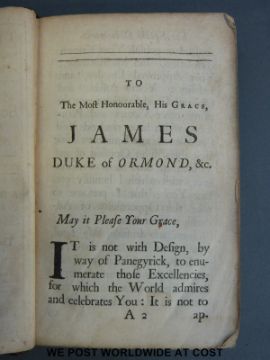 TO
The Moſt Honourable, His GRACE,
JAMES
DUKE of ORMOND, &c.
May it Pleaſe Your Grace,
IT is not with Deſign, by
way of Panegyrick, to enu-
merate thoſe Excellencies,
for which the World admires
and celebrates You: It is not to
A 2 ap-
WE POST WORLDWIDE AT COST